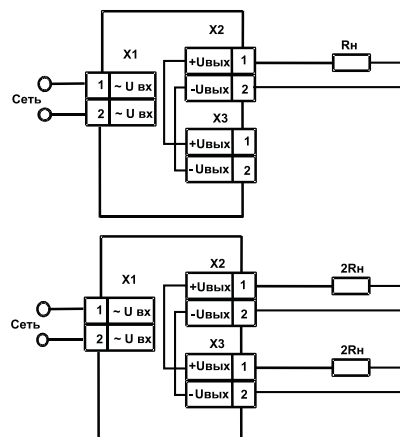 X2
Rн
X1
+Uвых 1
1 ~ U вх
-Uвых 2
Сеть
2 ~ U вх
X3
+Uвых 1
-Uвых 2
X2
2Rн
X1
+Uвых 1
1 ~ U вх
-Uвых 2
Сеть
2 ~ U вх
X3
2Rн
+Uвых 1
-Uвых 2